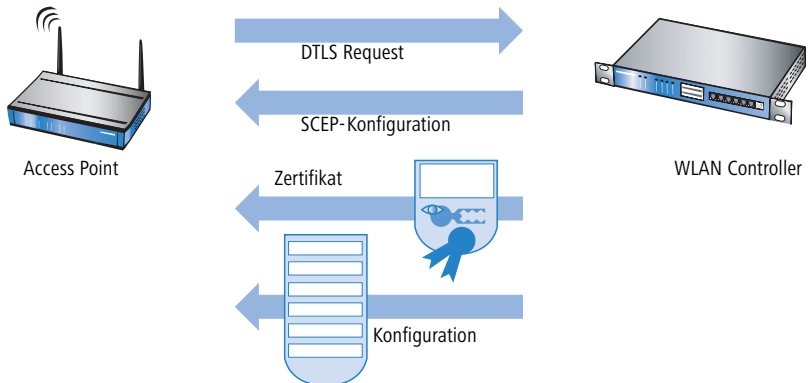 DTLS Request
SCEP-Konfiguration
Access Point
WLAN Controller
Zertifikat
Konfiguration